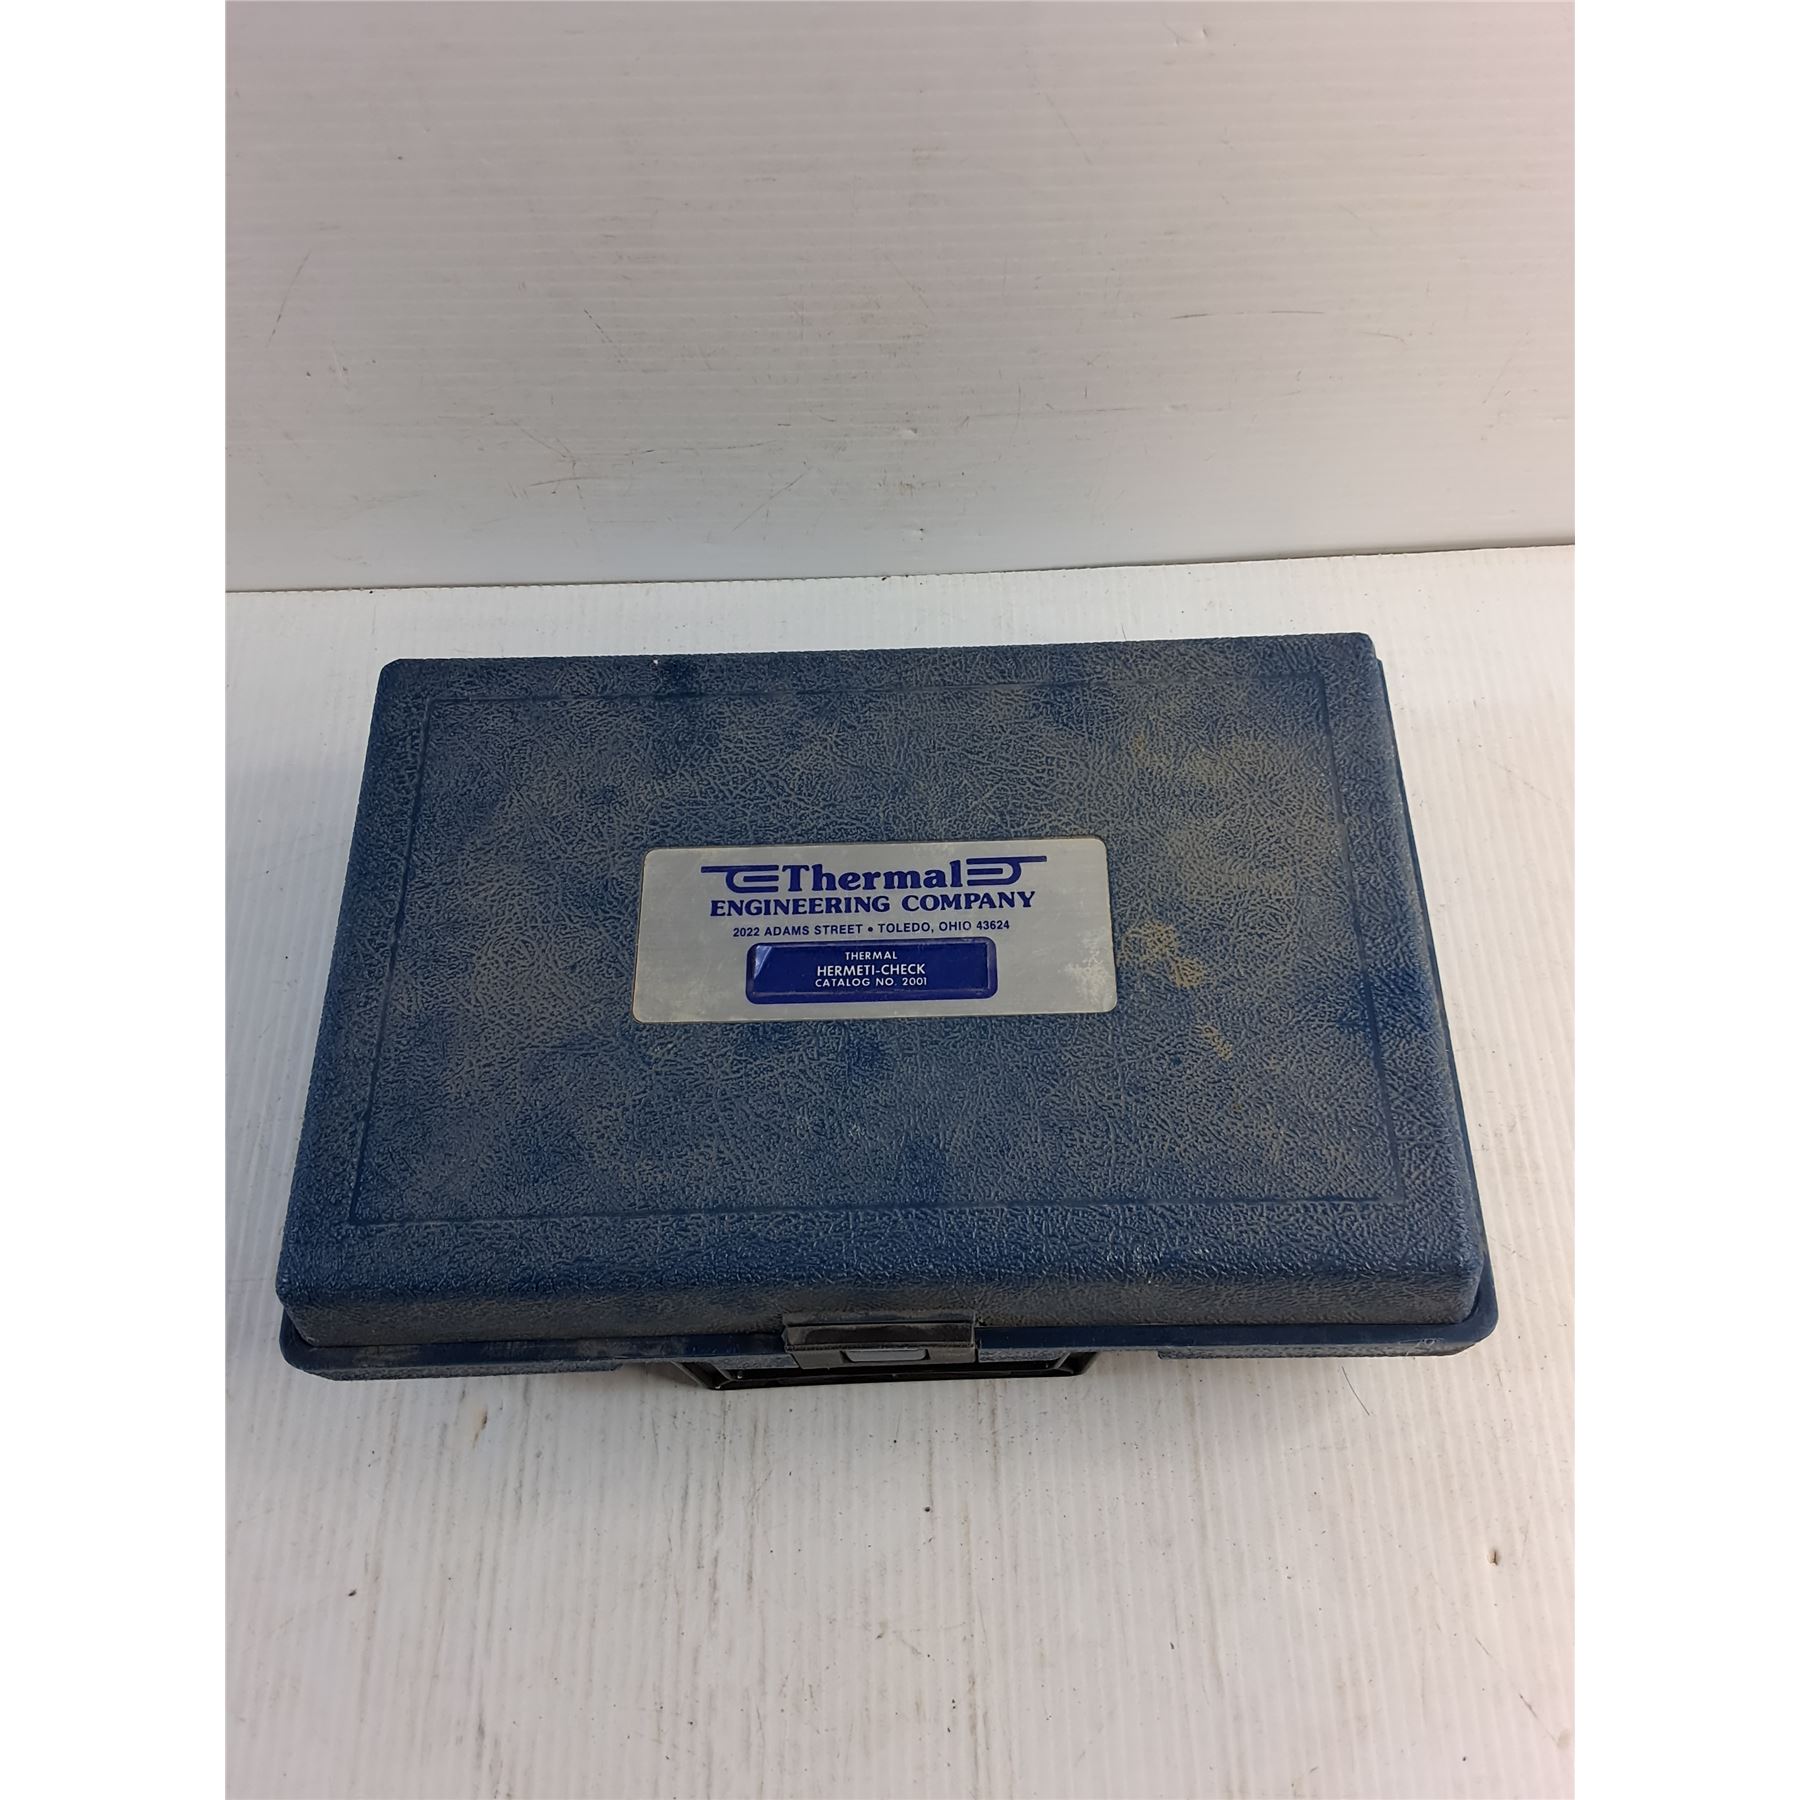 Thermal
ENGINEERING COMPANY
2022 ADAMS STREET • TOLEDO, OHIO 43624
THERMAL
HERMETI-CHECK
CATALOG NO. 2001